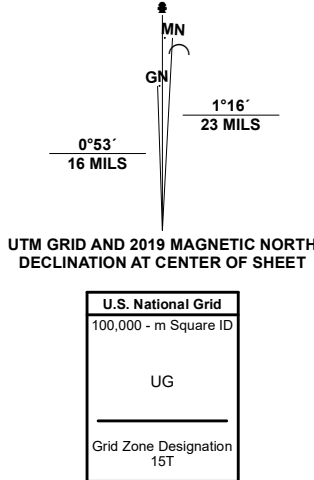 MN
GN
1°16´
23 MILS
0°53´
16 MILS
UTM GRID AND 2019 MAGNETIC NORTH
DECLINATION AT CENTER OF SHEET
U.S. National Grid
100,000 - m Square ID
UG
Grid Zone Designation
15T